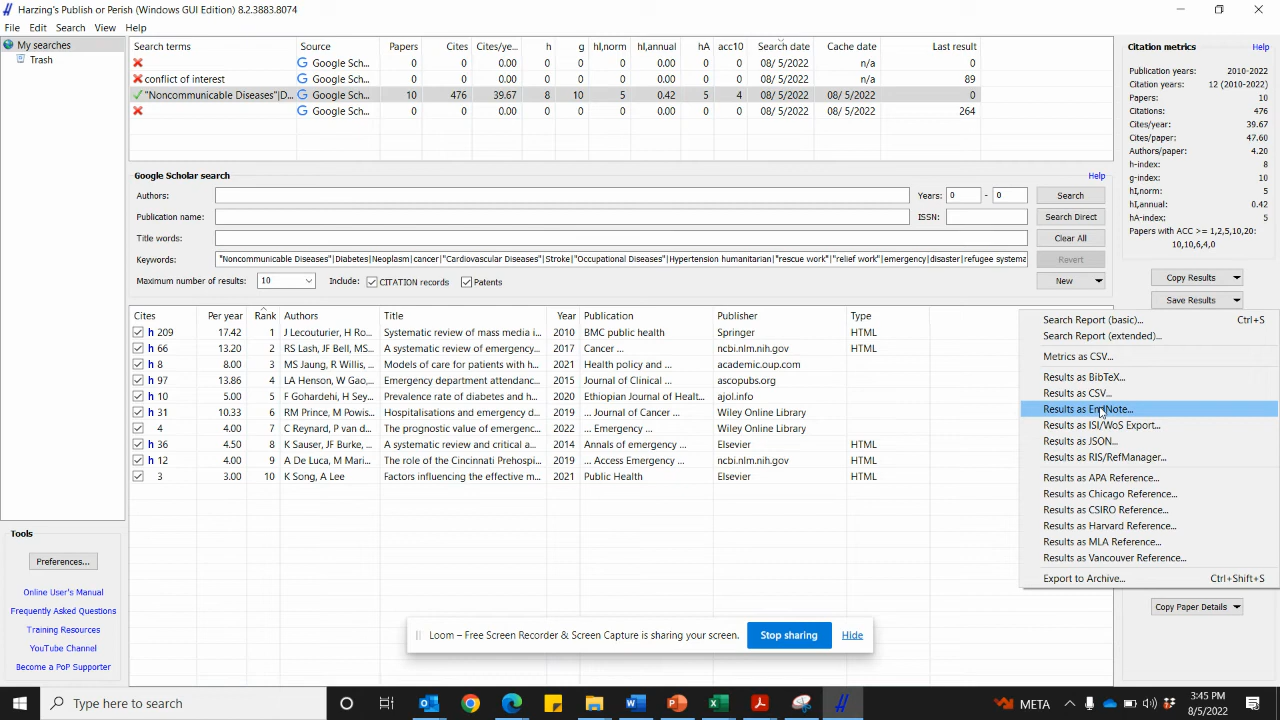 Harzing's Publish or Perish (Windows GUI Edition) 8.2.3883.8074
File Edit Search View Help
My searches
Trash
Search terms Source Papers Cites Cites/ye... h g hI,norm hI,annual hA acc10 Search date Cache date Last result
Google Sch... 0 0 0.00 0 0 0 0.00 0 0 08/ 5/2022 n/a 0
conflict of interest Google Sch... 0 0 0.00 0 0 0 0.00 0 0 08/ 5/2022 n/a 89
"Noncommunicable Diseases"|D... Google Sch... 10 476 39.67 8 10 5 0.42 5 4 08/ 5/2022 08/ 5/2022 0
Google Sch... 0 0 0.00 0 0 0 0.00 0 0 08/ 5/2022 08/ 5/2022 264
Google Scholar search Help
Authors: Years: 0 - 0 Search
Publication name: ISSN: Search Direct
Title words: Clear All
Keywords: "Noncommunicable Diseases"|Diabetes|Neoplasm|cancer|"Cardiovascular Diseases"|Stroke|"Occupational Diseases"|Hypertension humanitarian|"rescue work"|"relief work"|emergency|disaster|refugee systema Revert
Maximum number of results: 10 Include: CITATION records Patents New
Cites Per year Rank Authors Title Year Publication Publisher Type
h 209 17.42 1 J Lecouturier, H Ro... Systematic review of mass media i... 2010 BMC public health Springer HTML
h 66 13.20 2 RS Lash, JF Bell, MS... A systematic review of emergency... 2017 Cancer ... ncbi.nlm.nih.gov HTML
h 8 8.00 3 MS Jaung, R Willis, ... Models of care for patients with h... 2021 Health policy and ... academic.oup.com
h 97 13.86 4 LA Henson, W Gao,... Emergency department attendanc... 2015 Journal of Clinical ... ascopubs.org
h 10 5.00 5 F Gofordehi, H Sey... Prevalence rate of diabetes and h... 2020 Ethiopian Journal of Healt... ajol.info
h 31 10.33 6 RM Prince, M Powis... Hospitalisations and emergency d... 2019 ... Journal of Cancer ... Wiley Online Library
4 4.00 7 C Reynard, P van d... The prognostic value of emergenc... 2021 ... Emergency ... Wiley Online Library
h 36 4.50 8 K Sauser, JF Burke, ... A systematic review and critical a... 2014 Annals of emergency ... Elsevier HTML
h 12 4.00 9 A De Luca, M Mari... The role of the Cincinnati Prehospi... 2019 ... Access Emergency ... ncbi.nlm.nih.gov HTML
3 3.00 10 K Song, A Lee Factors influencing the effective m... 2021 Public Health Elsevier HTML
Citation metrics Help
Publication years: 2010-2022
Citation years: 12 (2010-2022)
Papers: 10
Citations: 476
Cites/year: 39.67
Cites/paper: 47.60
Authors/paper: 4.20
h-index: 8
g-index: 10
hI,norm: 5
hI,annual: 0.42
hA-index: 5
Papers with ACC >= 1,2,5,10,20:
10,10,6,4,0
Copy Results
Save Results
Search Report (basic)... Ctrl+S
Search Report (extended)...
Metrics as CSV...
Results as BibTeX...
Results as CSV...
Results as EndNote...
Results as ISI/WoS Export...
Results as JSON...
Results as RIS/RefManager...
Results as APA Reference...
Results as Chicago Reference...
Results as CSIRO Reference...
Results as Harvard Reference...
Results as MLA Reference...
Results as Vancouver Reference...
Export to Archive... Ctrl+Shift+S
Copy Paper Details
Tools
Preferences...
Online User's Manual
Frequently Asked Questions
Training Resources
YouTube Channel
Become a PoP Supporter
Loom – Free Screen Recorder & Screen Capture is sharing your screen. Stop sharing Hide
Type here to search
META
3:45 PM
8/5/2022